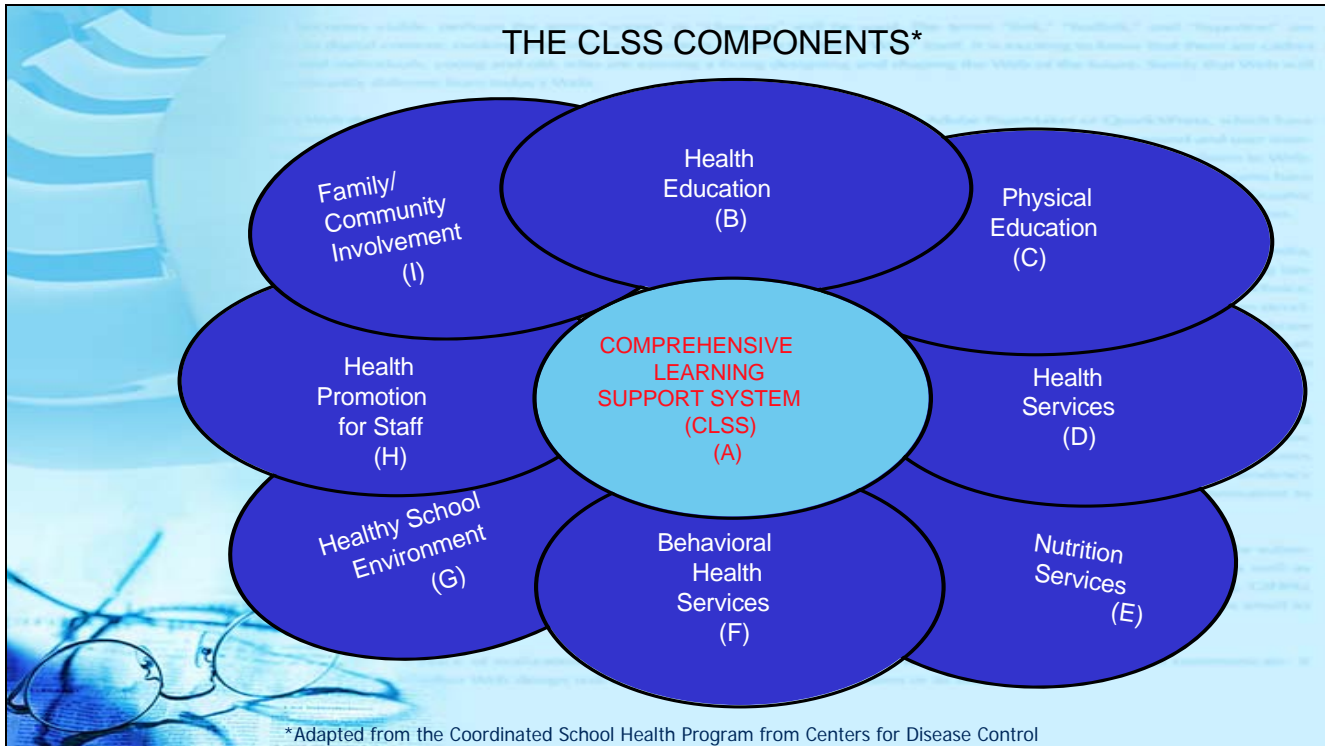 THE CLSS COMPONENTS*
Family/
Community
Involvement
(I)
Health
Education
(B)
Physical
Education
(C)
Health
Promotion
for Staff
(H)
COMPREHENSIVE
LEARNING
SUPPORT SYSTEM
(CLSS)
(A)
Health
Services
(D)
Healthy School
Environment
(G)
Behavioral
Health
Services
(F)
Nutrition
Services
(E)
*Adapted from the Coordinated School Health Program from Centers for Disease Control